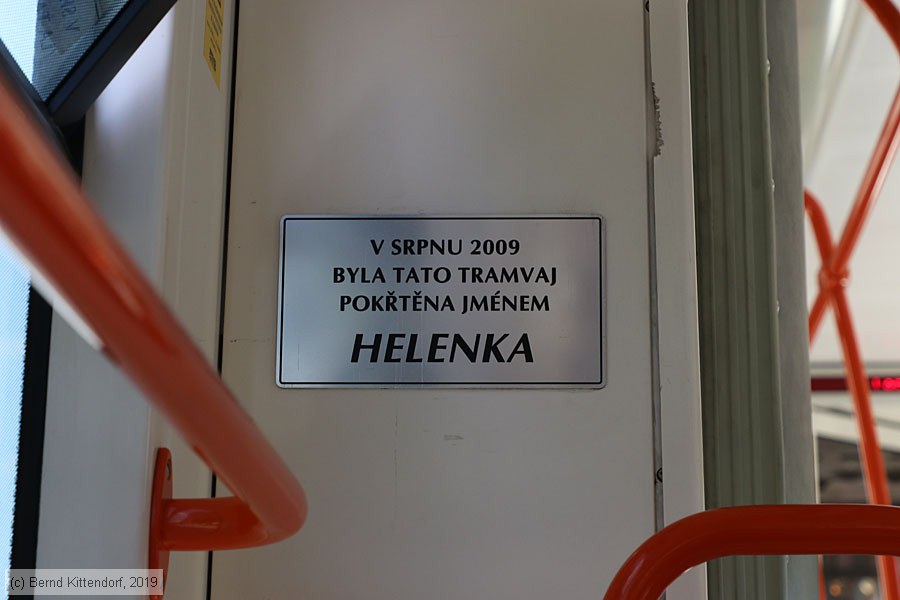 V SRPNU 2009
BYLA TATO TRAMVAJ
POKŘTĚNA JMÉNEM
HELENKA
(c) Bernd Kittendorf, 2019